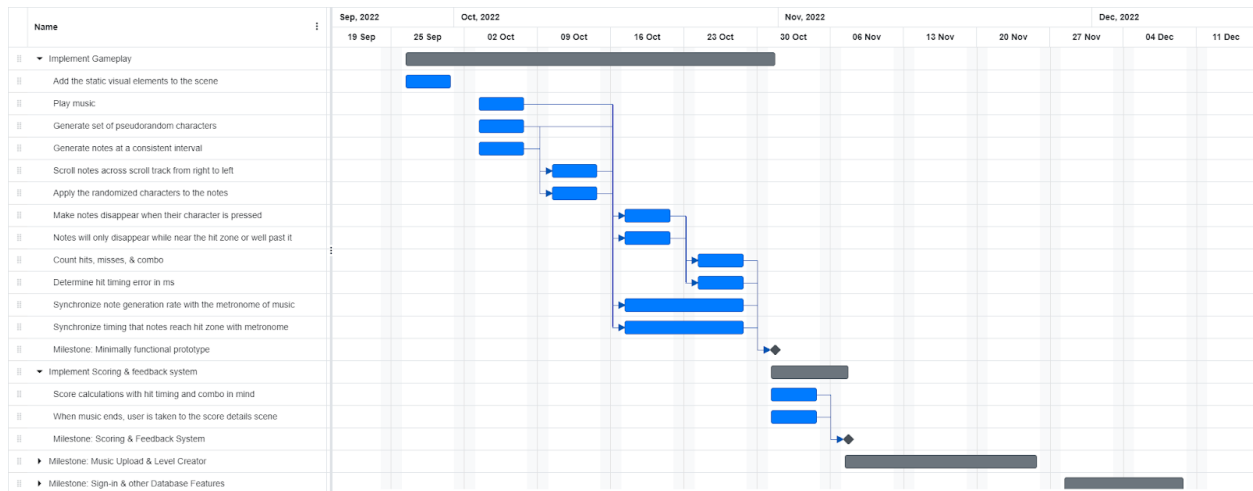 Name
Sep, 2022 Oct, 2022 Nov, 2022 Dec, 2022
19 Sep 25 Sep 02 Oct 09 Oct 16 Oct 23 Oct 30 Oct 06 Nov 13 Nov 20 Nov 27 Nov 04 Dec 11 Dec
Implement Gameplay
Add the static visual elements to the scene
Play music
Generate set of pseudorandom characters
Generate notes at a consistent interval
Scroll notes across scroll track from right to left
Apply the randomized characters to the notes
Make notes disappear when their character is pressed
Notes will only disappear while near the hit zone or well past it
Count hits, misses, & combo
Determine hit timing error in ms
Synchronize note generation rate with the metronome of music
Synchronize timing that notes reach hit zone with metronome
Milestone: Minimally functional prototype
Implement Scoring & feedback system
Score calculations with hit timing and combo in mind
When music ends, user is taken to the score details scene
Milestone: Scoring & Feedback System
Milestone: Music Upload & Level Creator
Milestone: Sign-in & other Database Features